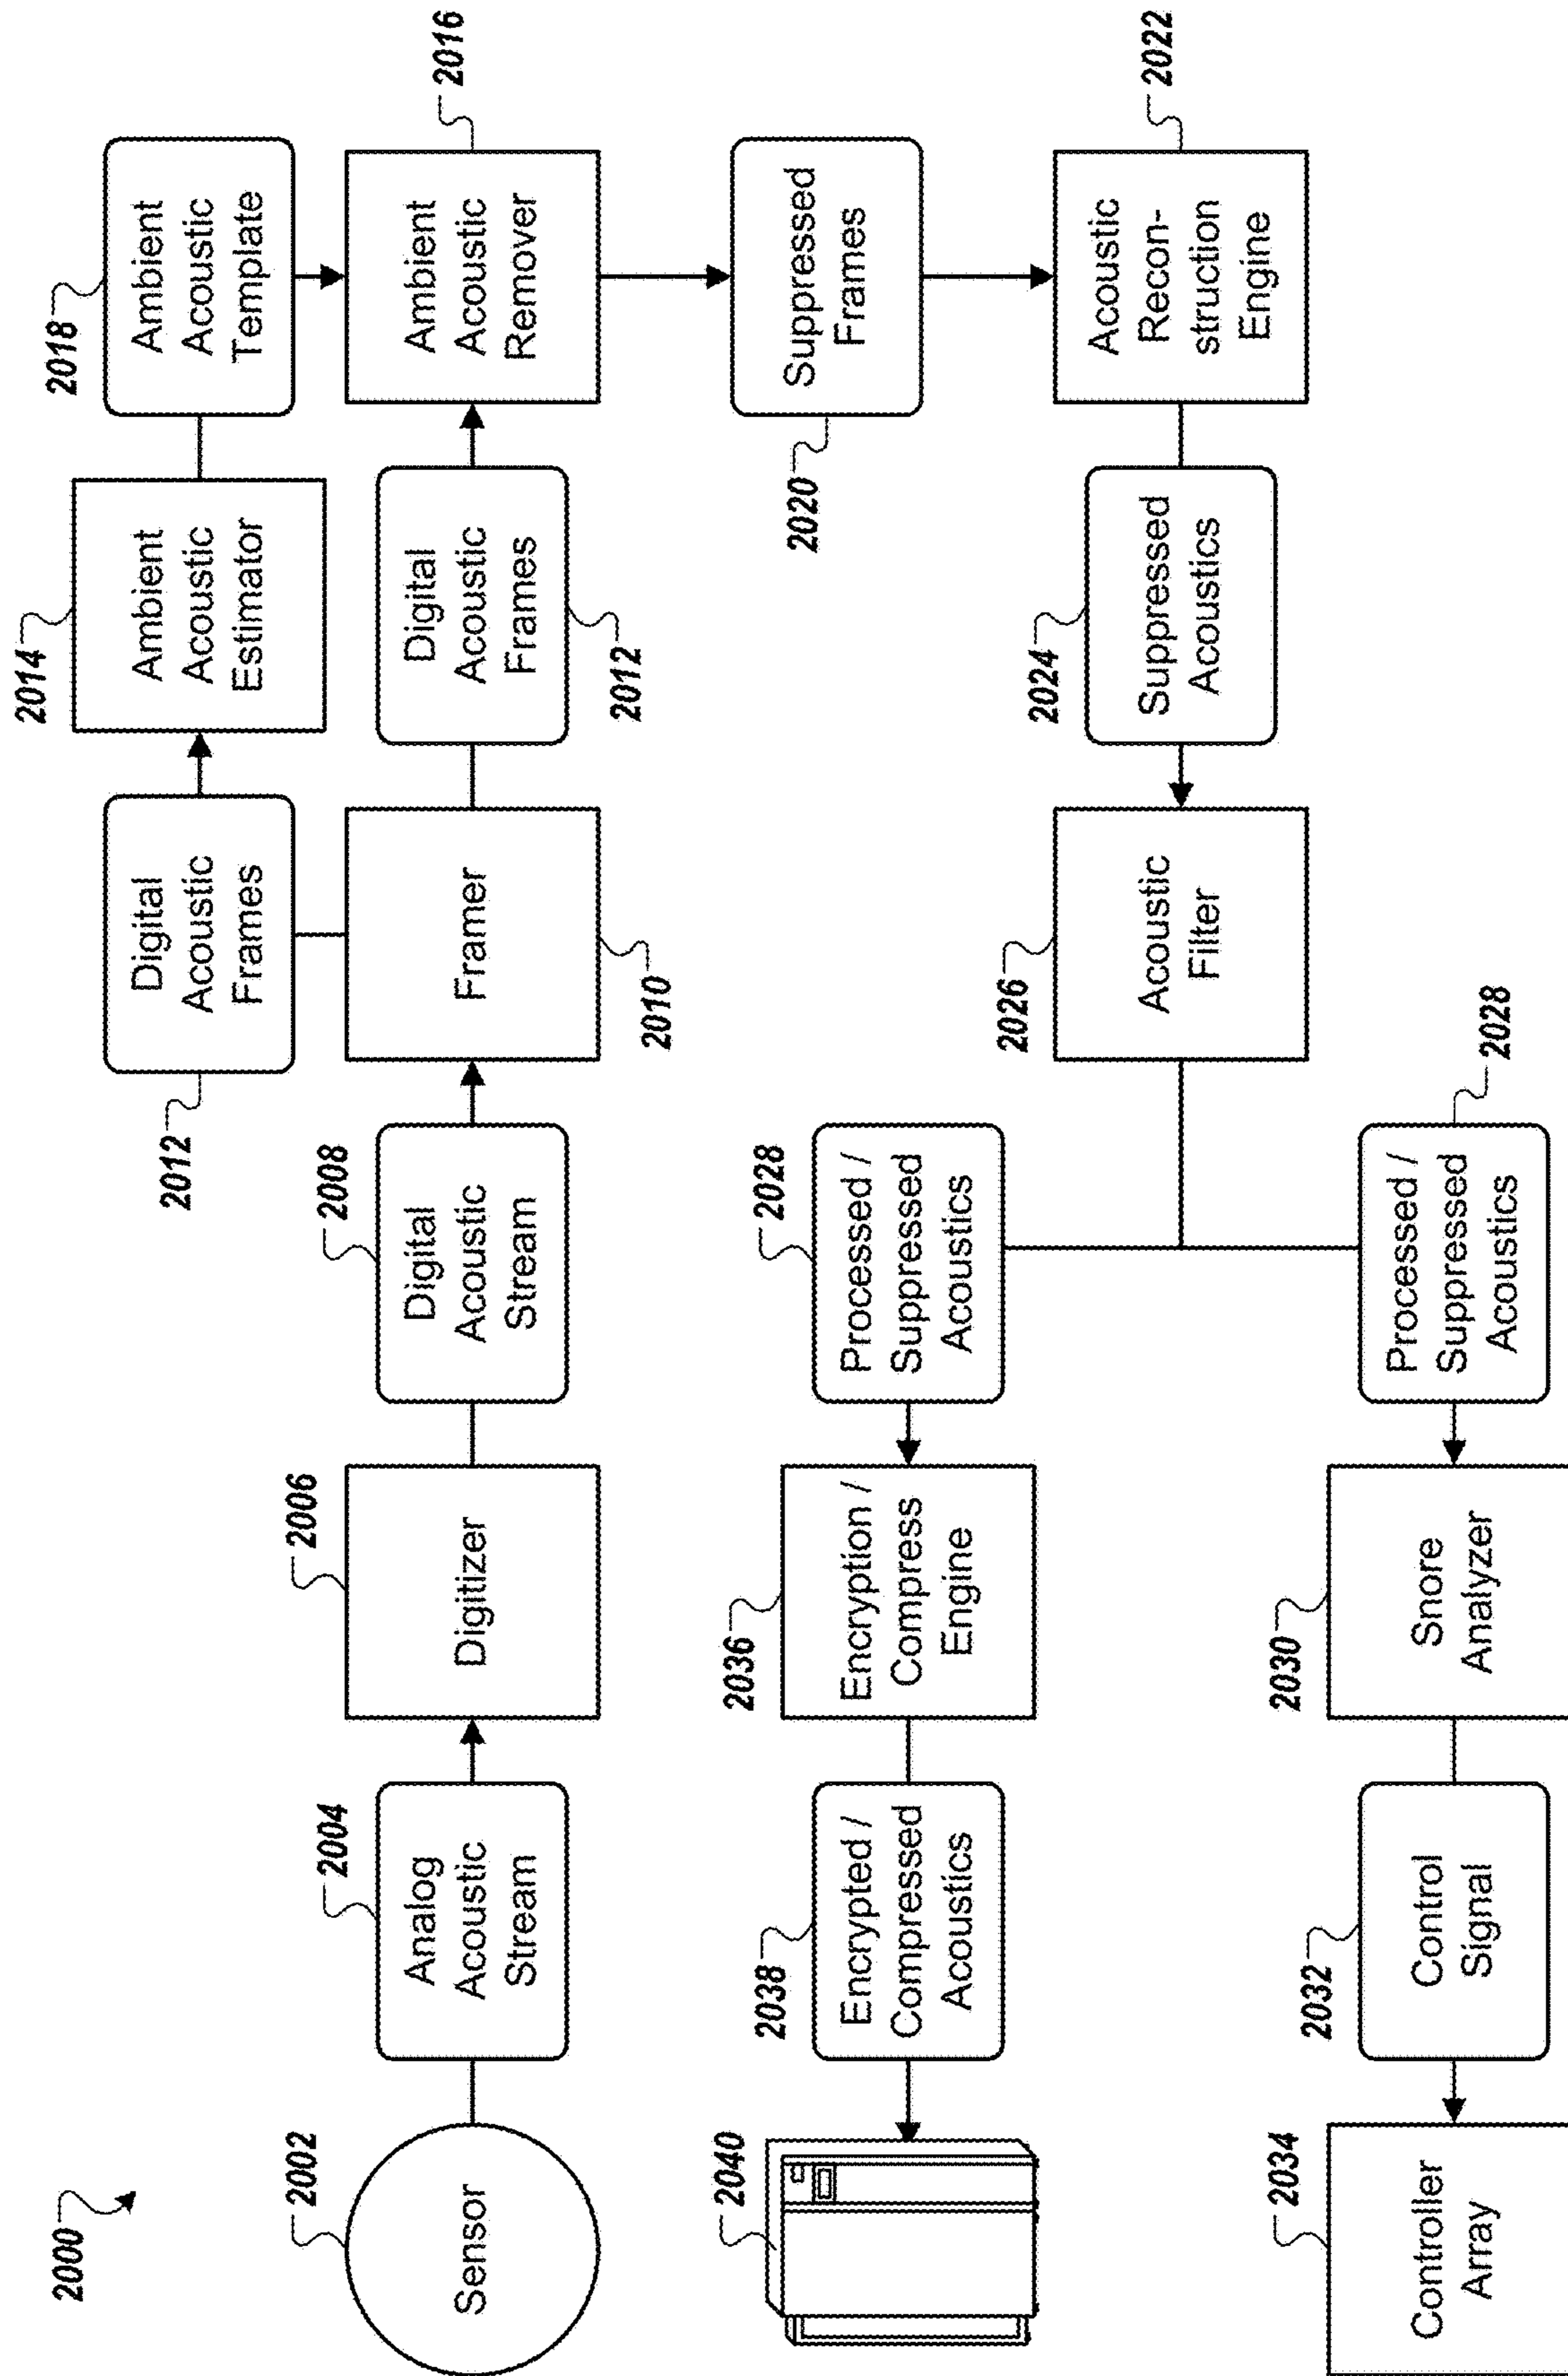 2000
2002
Sensor
2004
Analog
Acoustic
Stream
2006
Digitizer
2008
Digital
Acoustic
Stream
2010
Framer
2012
Digital
Acoustic
Frames
2014
Ambient
Acoustic
Estimator
2018
Ambient
Acoustic
Template
2012
Digital
Acoustic
Frames
2016
Ambient
Acoustic
Remover
2020
Suppressed
Frames
2022
Acoustic
Recon-
struction
Engine
2024
Suppressed
Acoustics
2026
Acoustic
Filter
2028
Processed /
Suppressed
Acoustics
2036
Encryption /
Compress
Engine
2038
Encrypted /
Compressed
Acoustics
2040
2028
Processed /
Suppressed
Acoustics
2030
Snore
Analyzer
2032
Control
Signal
2034
Controller
Array